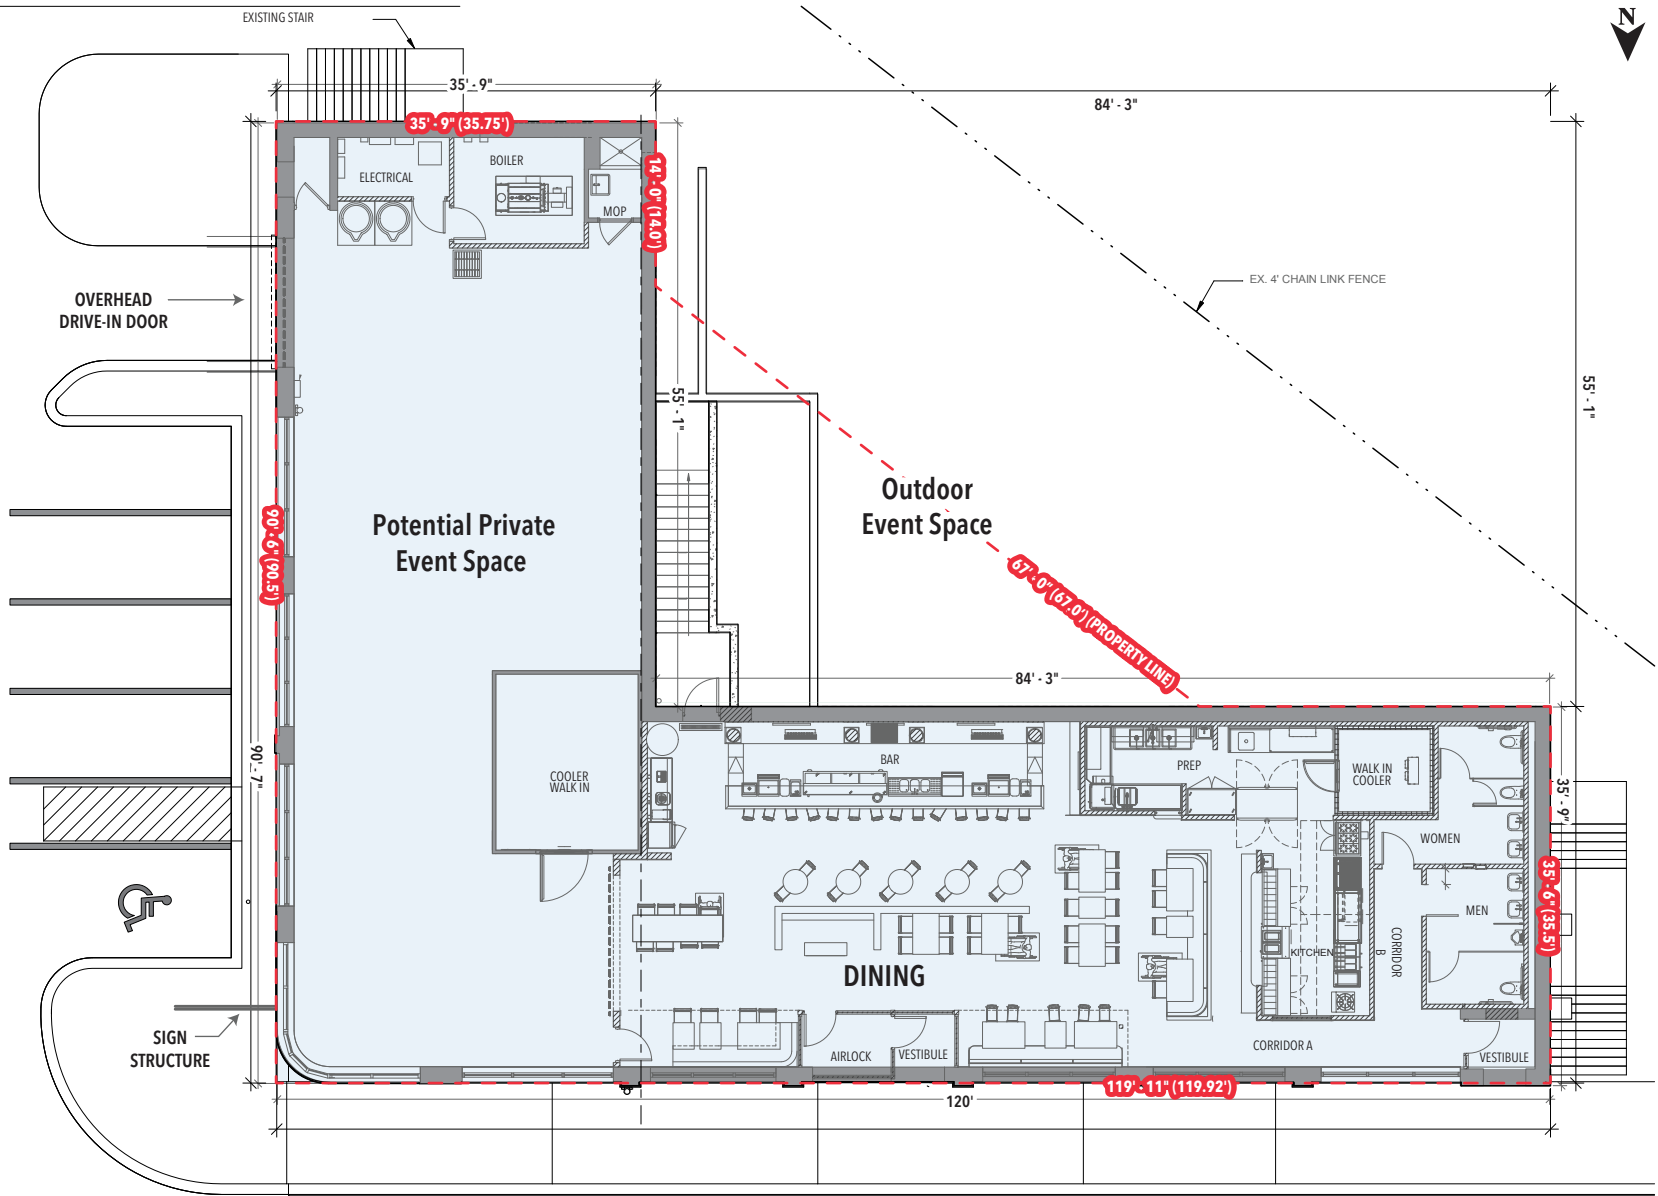 EXISTING STAIR
N
35' - 9"
84' - 3"
35'- 9" (35.75')
14'- 0" (14.0')
BOILER
ELECTRICAL
MOP
EX. 4' CHAIN LINK FENCE
OVERHEAD
DRIVE-IN DOOR
55' - 1"
55' - 1"
Outdoor
Event Space
Potential Private
Event Space
90'- 6" (90.5')
67'- 0" (67.0') (PROPERTY LINE)
84' - 3"
90' - 7"
BAR
PREP
WALK IN
COOLER
COOLER
WALK IN
35' - 9"
WOMEN
MEN
35'- 6" (35.5')
CORRIDOR
B
KITCHEN
DINING
SIGN
STRUCTURE
AIRLOCK
VESTIBULE
CORRIDOR A
VESTIBULE
119'- 11" (119.92')
120'